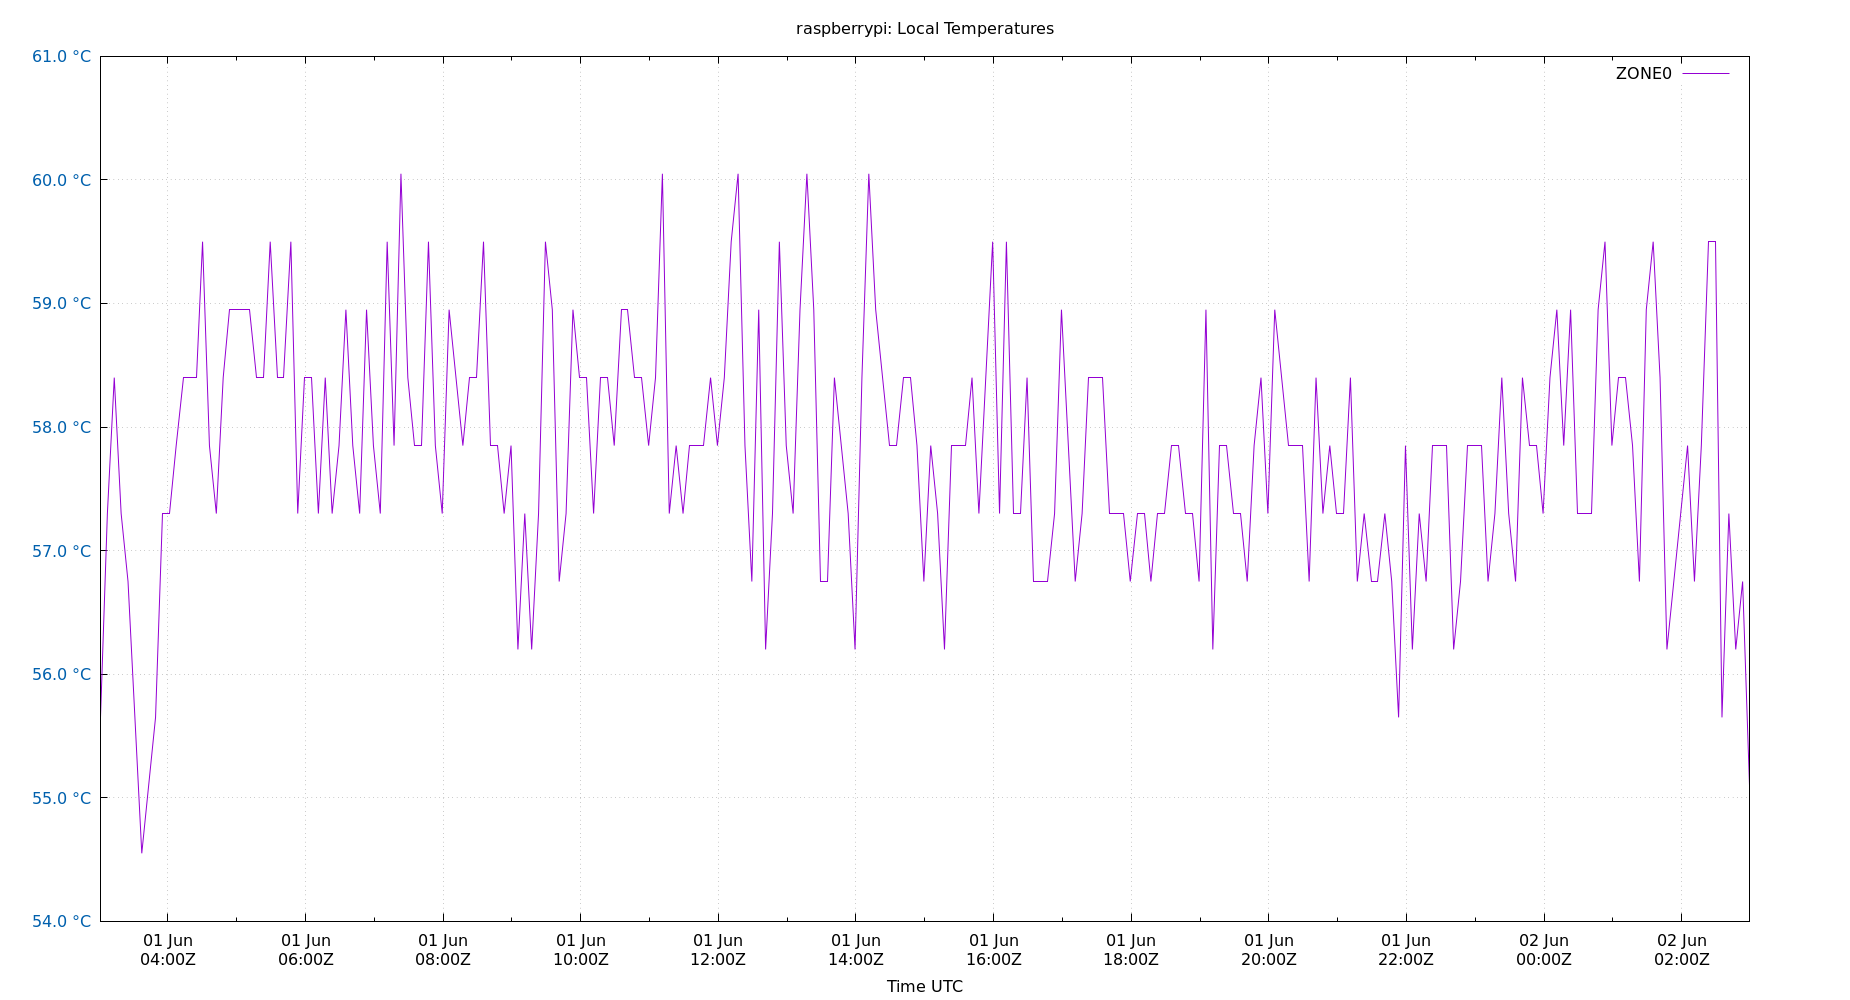 raspberrypi: Local Temperatures
61.0 °C
ZONE0
60.0 °C
59.0 °C
58.0 °C
57.0 °C
56.0 °C
55.0 °C
54.0 °C
01 Jun 01 Jun 01 Jun 01 Jun 01 Jun 01 Jun 01 Jun 01 Jun 01 Jun 01 Jun 02 Jun 02 Jun
04:00Z 06:00Z 08:00Z 10:00Z 12:00Z 14:00Z 16:00Z 18:00Z 20:00Z 22:00Z 00:00Z 02:00Z
Time UTC